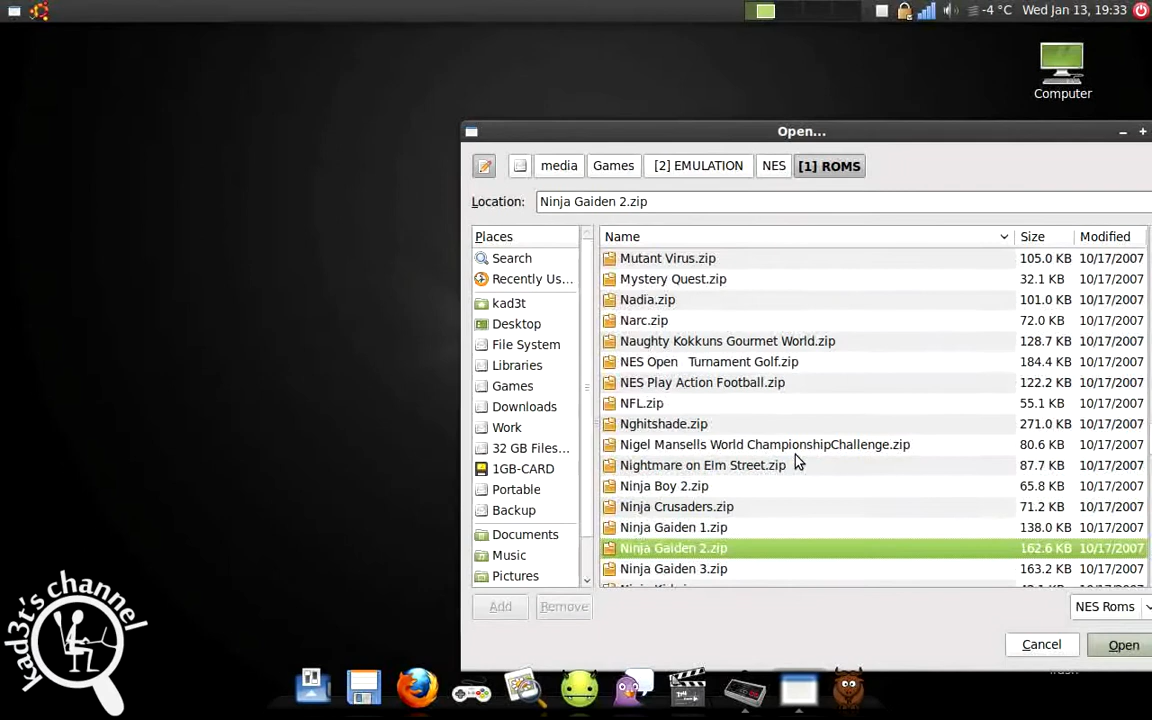 -4 °C Wed Jan 13, 19:33
Computer
Open...
media Games [2] EMULATION NES [1] ROMS
Location: Ninja Gaiden 2.zip
Places Name Size Modified
Search Mutant Virus.zip 105.0 KB 10/17/2007
Recently Us... Mystery Quest.zip 32.1 KB 10/17/2007
kad3t Nadia.zip 101.0 KB 10/17/2007
Desktop Narc.zip 72.0 KB 10/17/2007
File System Naughty Kokkuns Gourmet World.zip 128.7 KB 10/17/2007
Libraries NES Open  Turnament Golf.zip 184.4 KB 10/17/2007
Games NES Play Action Football.zip 122.2 KB 10/17/2007
Downloads NFL.zip 55.1 KB 10/17/2007
Work Nghitshade.zip 271.0 KB 10/17/2007
32 GB Files... Nigel Mansells World ChampionshipChallenge.zip 80.6 KB 10/17/2007
1GB-CARD Nightmare on Elm Street.zip 87.7 KB 10/17/2007
Portable Ninja Boy 2.zip 65.8 KB 10/17/2007
Backup Ninja Crusaders.zip 71.2 KB 10/17/2007
Documents Ninja Gaiden 1.zip 138.0 KB 10/17/2007
Music Ninja Gaiden 2.zip 162.6 KB 10/17/2007
Pictures Ninja Gaiden 3.zip 163.2 KB 10/17/2007
Add Remove NES Roms
Cancel Open
kad3t's channel